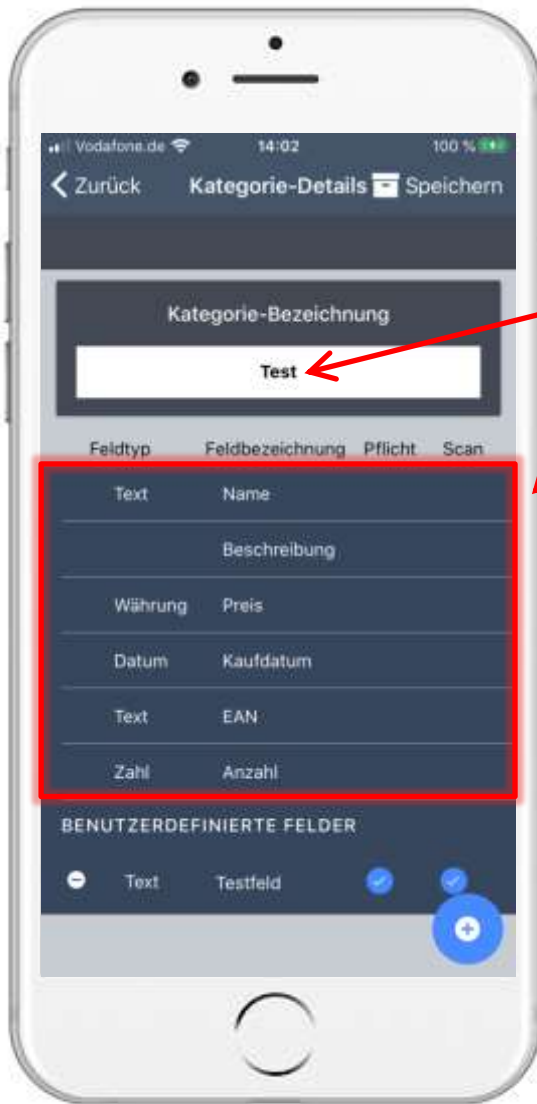 Vodafone.de 14:02 100 %
Zurück Kategorie-Details Speichern
Kategorie-Bezeichnung
Test
Feldtyp Feldbezeichnung Pflicht Scan
Text Name
Beschreibung
Währung Preis
Datum Kaufdatum
Text EAN
Zahl Anzahl
BENUTZERDEFINIERTE FELDER
Text Testfeld